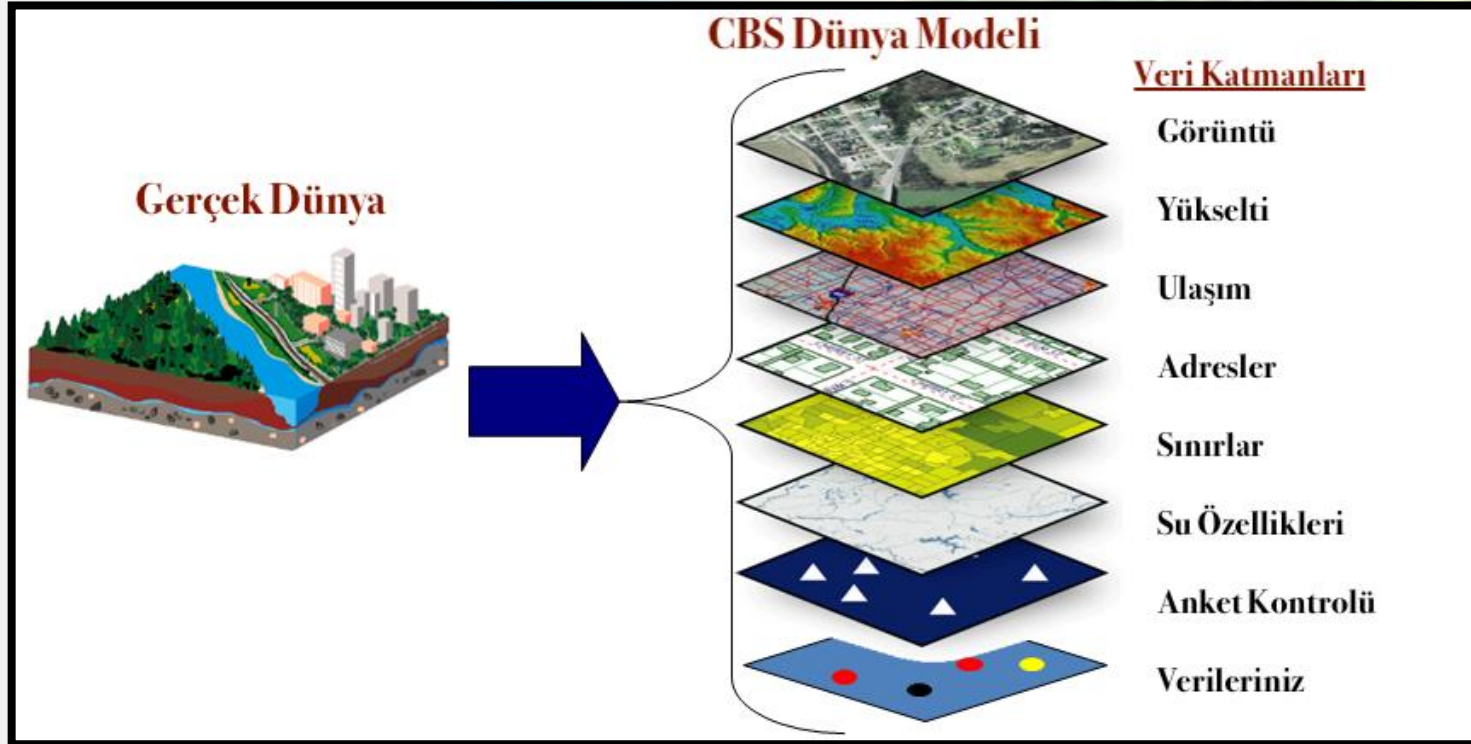 CBS Dünya Modeli
Veri Katmanları
Gerçek Dünya
Görüntü
Yükselti
Ulaşım
Adresler
Sınırlar
Su Özellikleri
Anket Kontrolü
Verileriniz